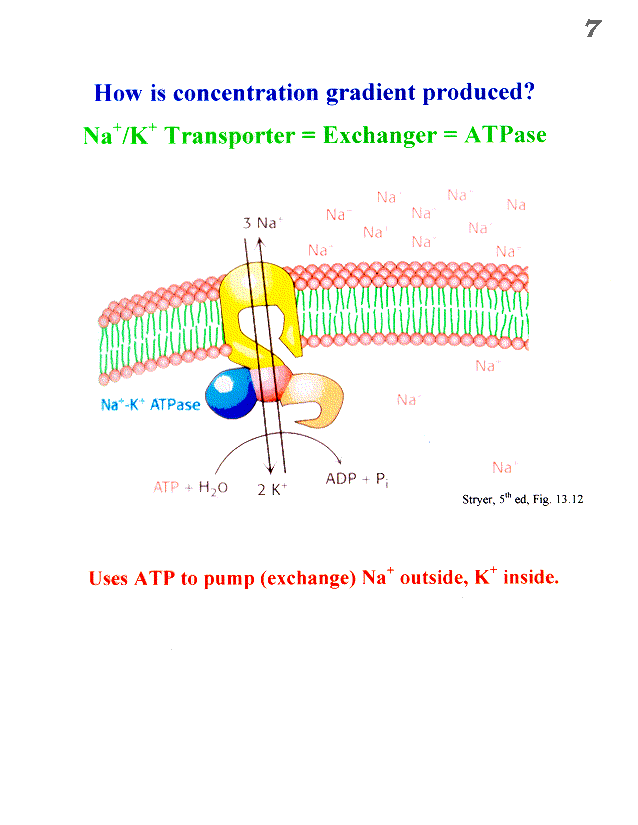 7
How is concentration gradient produced?
Na⁺/K⁺ Transporter = Exchanger = ATPase
Na⁺
Na⁺
Na
3 Na⁺
Na⁺
Na⁺
Na⁺
Na⁺
Na⁺
Na⁺
Na⁺
Na⁺
Na⁺
Na⁺-K⁺ ATPase
Na⁺
ATP + H₂O
2 K⁺
ADP + Pᵢ
Stryer, 5th ed, Fig. 13.12
Uses ATP to pump (exchange) Na⁺ outside, K⁺ inside.